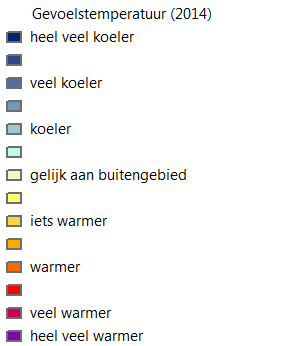 Gevoelstemperatuur (2014)
heel veel koeler
veel koeler
koeler
gelijk aan buitengebied
iets warmer
warmer
veel warmer
heel veel warmer